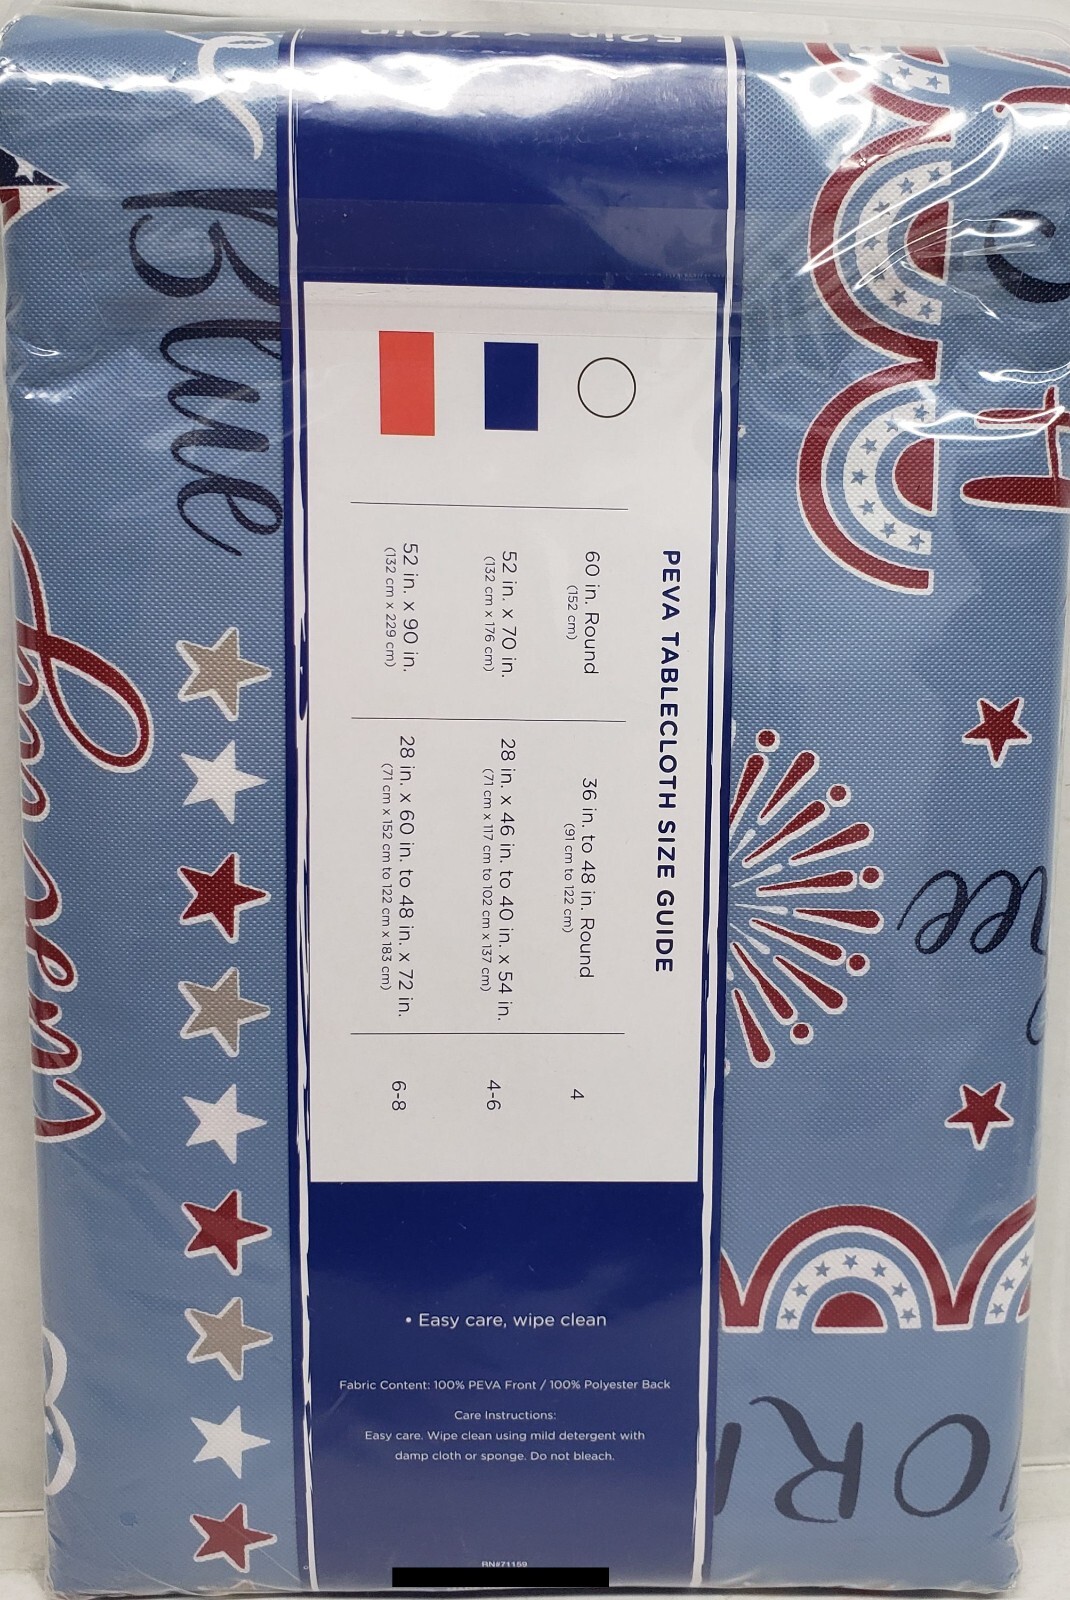 52in x 70in
Blue
PEVA TABLECLOTH SIZE GUIDE
60 in. Round
(152 cm)
36 in. to 48 in. Round
(91 cm to 122 cm)
4
52 in. x 70 in.
(132 cm x 176 cm)
28 in. x 46 in. to 40 in. x 54 in.
(71 cm x 117 cm to 102 cm x 137 cm)
4-6
52 in. x 90 in.
(132 cm x 229 cm)
28 in. x 60 in. to 48 in. x 72 in.
(71 cm x 152 cm to 122 cm x 183 cm)
6-8
• Easy care, wipe clean
Fabric Content: 100% PEVA Front / 100% Polyester Back
Care Instructions:
Easy care. Wipe clean using mild detergent with
damp cloth or sponge. Do not bleach.
RN#71159